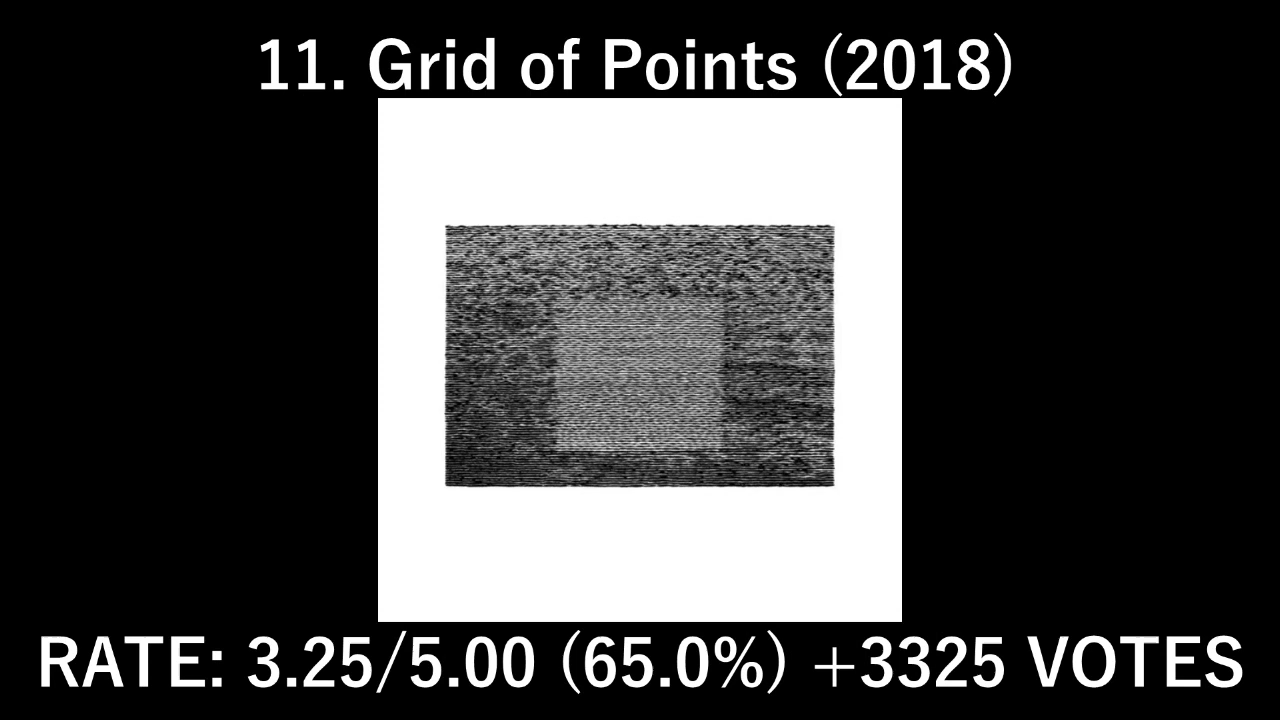 11. Grid of Points (2018)
RATE: 3.25/5.00 (65.0%) +3325 VOTES